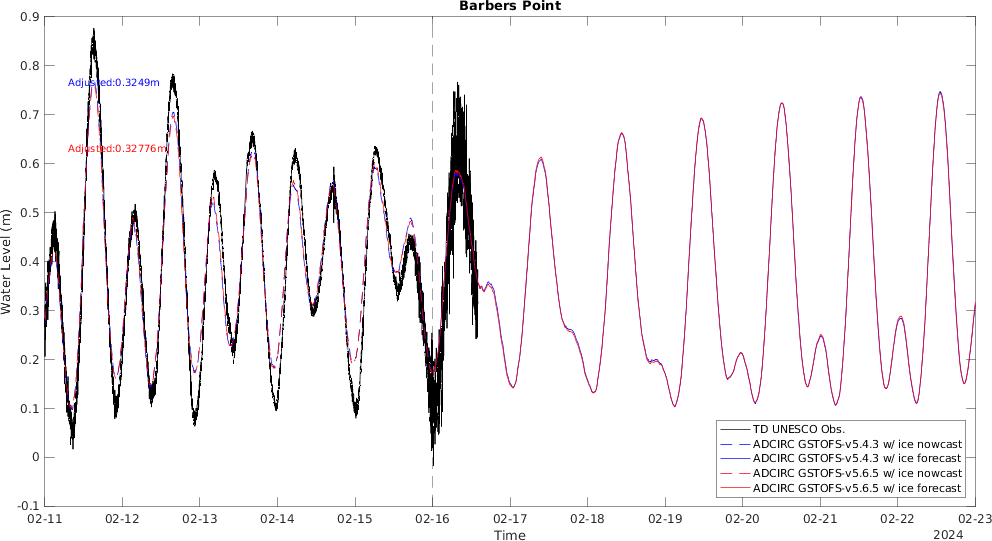 Barbers Point
0.9
0.8
0.7
0.6
0.5
0.4
0.3
0.2
0.1
0
-0.1
Water Level (m)
Adjusted:0.3249m
Adjusted:0.32776m
TD UNESCO Obs.
ADCIRC GSTOFS-v5.4.3 w/ ice nowcast
ADCIRC GSTOFS-v5.4.3 w/ ice forecast
ADCIRC GSTOFS-v5.6.5 w/ ice nowcast
ADCIRC GSTOFS-v5.6.5 w/ ice forecast
02-11 02-12 02-13 02-14 02-15 02-16 02-17 02-18 02-19 02-20 02-21 02-22 02-23
Time
2024